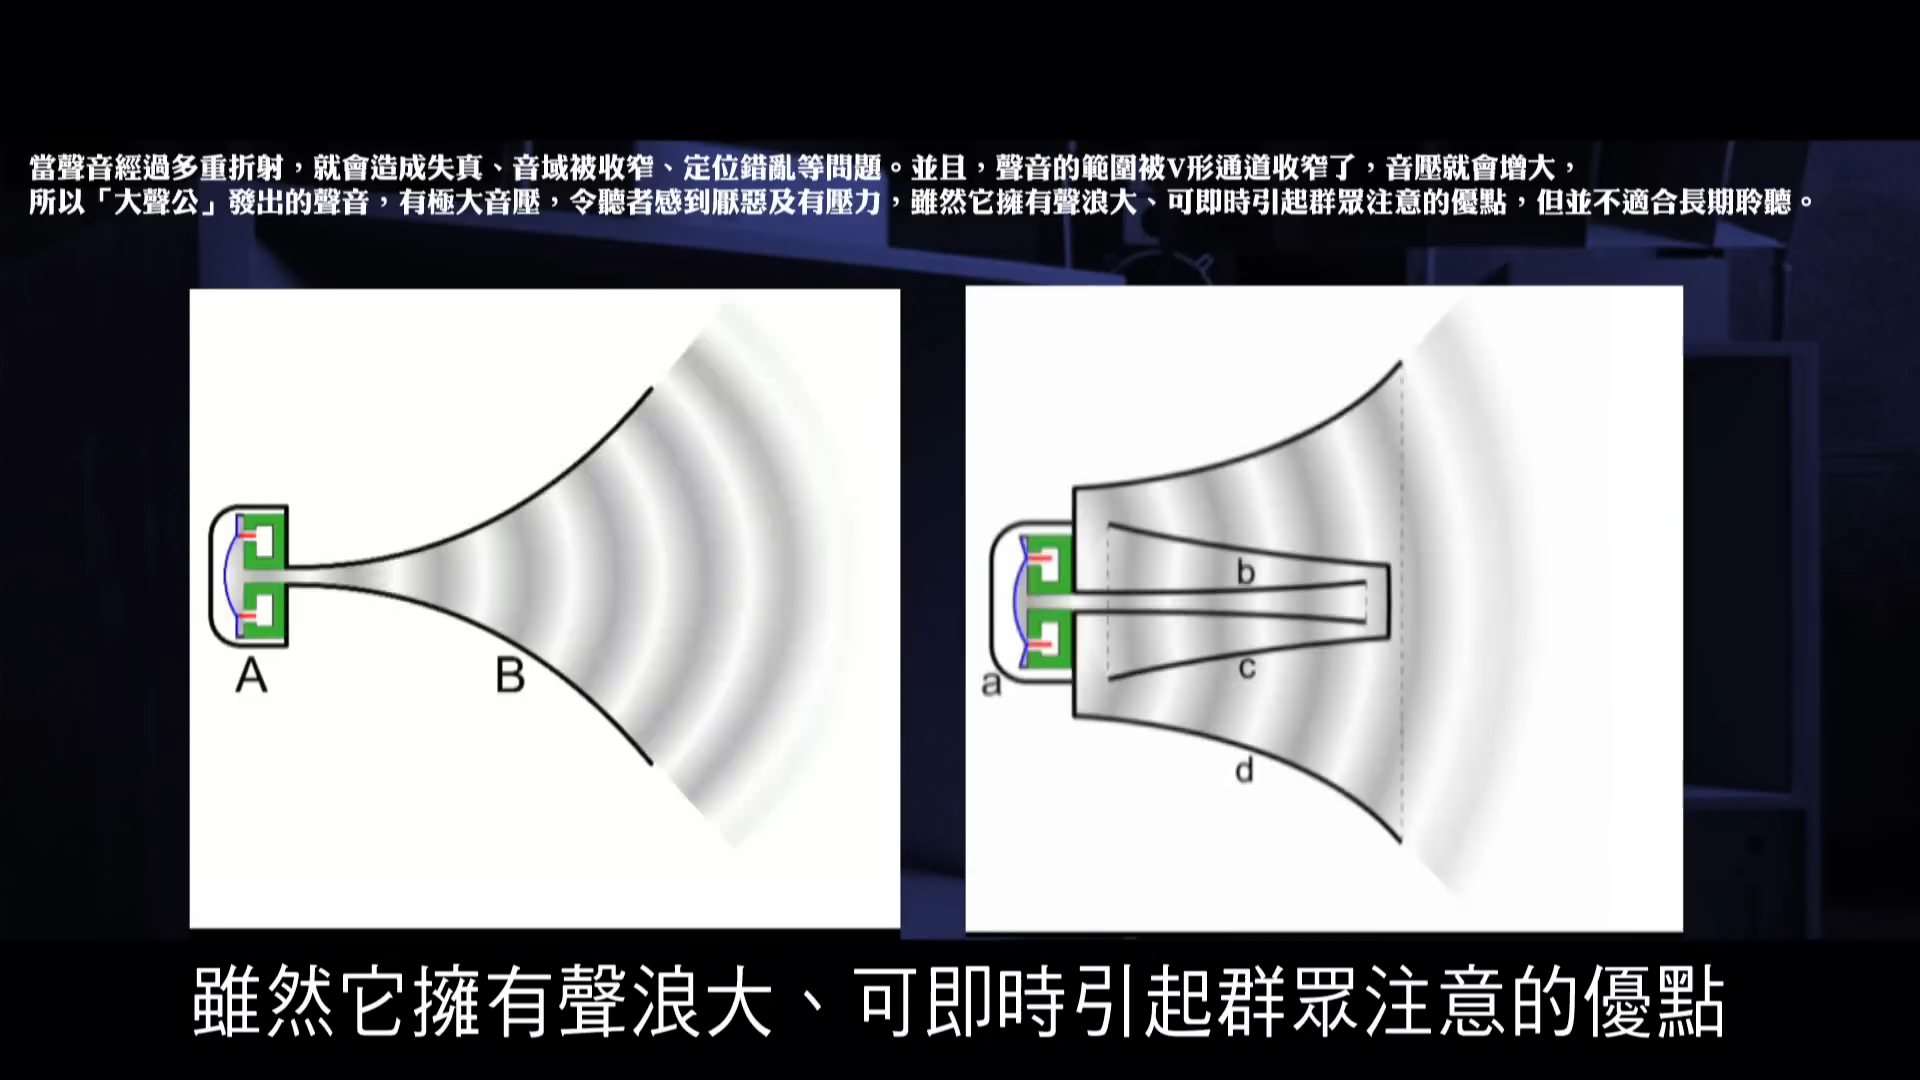 當聲音經過多重折射，就會造成失真、音域被收窄、定位錯亂等問題。並且，聲音的範圍被V形通道收窄了，音壓就會增大，
所以「大聲公」發出的聲音，有極大音壓，令聽者感到厭惡及有壓力，雖然它擁有聲浪大、可即時引起群眾注意的優點，但並不適合長期聆聽。
A
B
a
b
c
d
雖然它擁有聲浪大、可即時引起群眾注意的優點